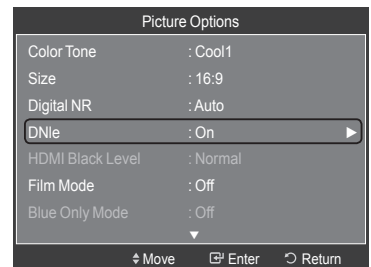 Picture Options
Color Tone : Cool1
Size : 16:9
Digital NR : Auto
DNIe : On
HDMI Black Level : Normal
Film Mode : Off
Blue Only Mode : Off
Move Enter Return